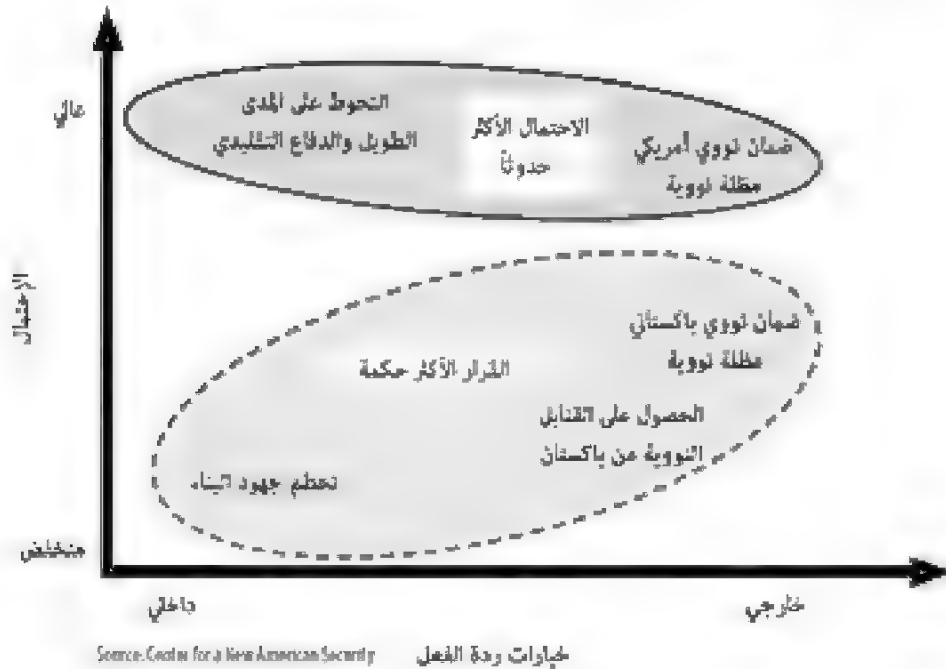 عالي
التحوط على المدى
الطويل والدفاع التقليدي
الاحتمال الأكثر
حدوثاً
ضمان نووي أمريكي
مظلة نووية
الإحتمال
ضمان نووي باكستاني
مظلة نووية
القرار الأكثر حكمة
الحصول على القنابل
النووية من باكستان
تحطم جهود البناء
منخفض
داخلي
خارجي
خيارات ردة الفعل
Source: Center for a New American Security